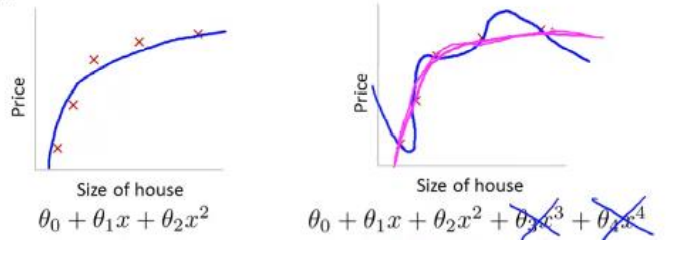 Price
Size of house
θ₀ + θ₁x + θ₂x²
Price
Size of house
θ₀ + θ₁x + θ₂x² + θ₃x³ + θ₄x⁴